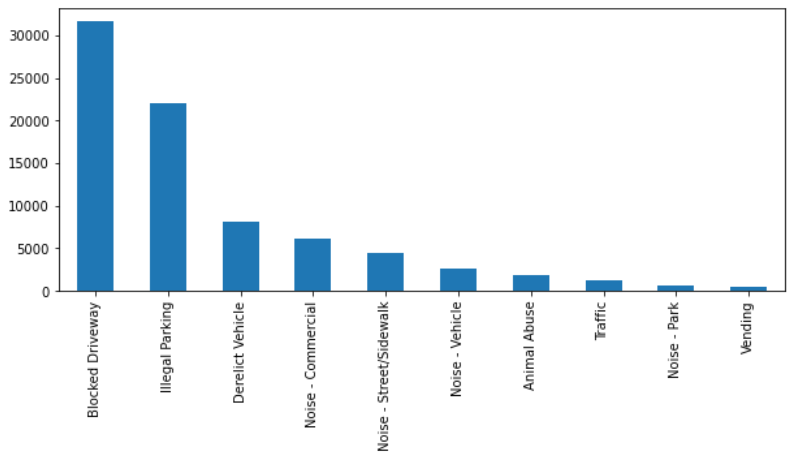 30000
25000
20000
15000
10000
5000
0
Blocked Driveway
Illegal Parking
Derelict Vehicle
Noise - Commercial
Noise - Street/Sidewalk
Noise - Vehicle
Animal Abuse
Traffic
Noise - Park
Vending